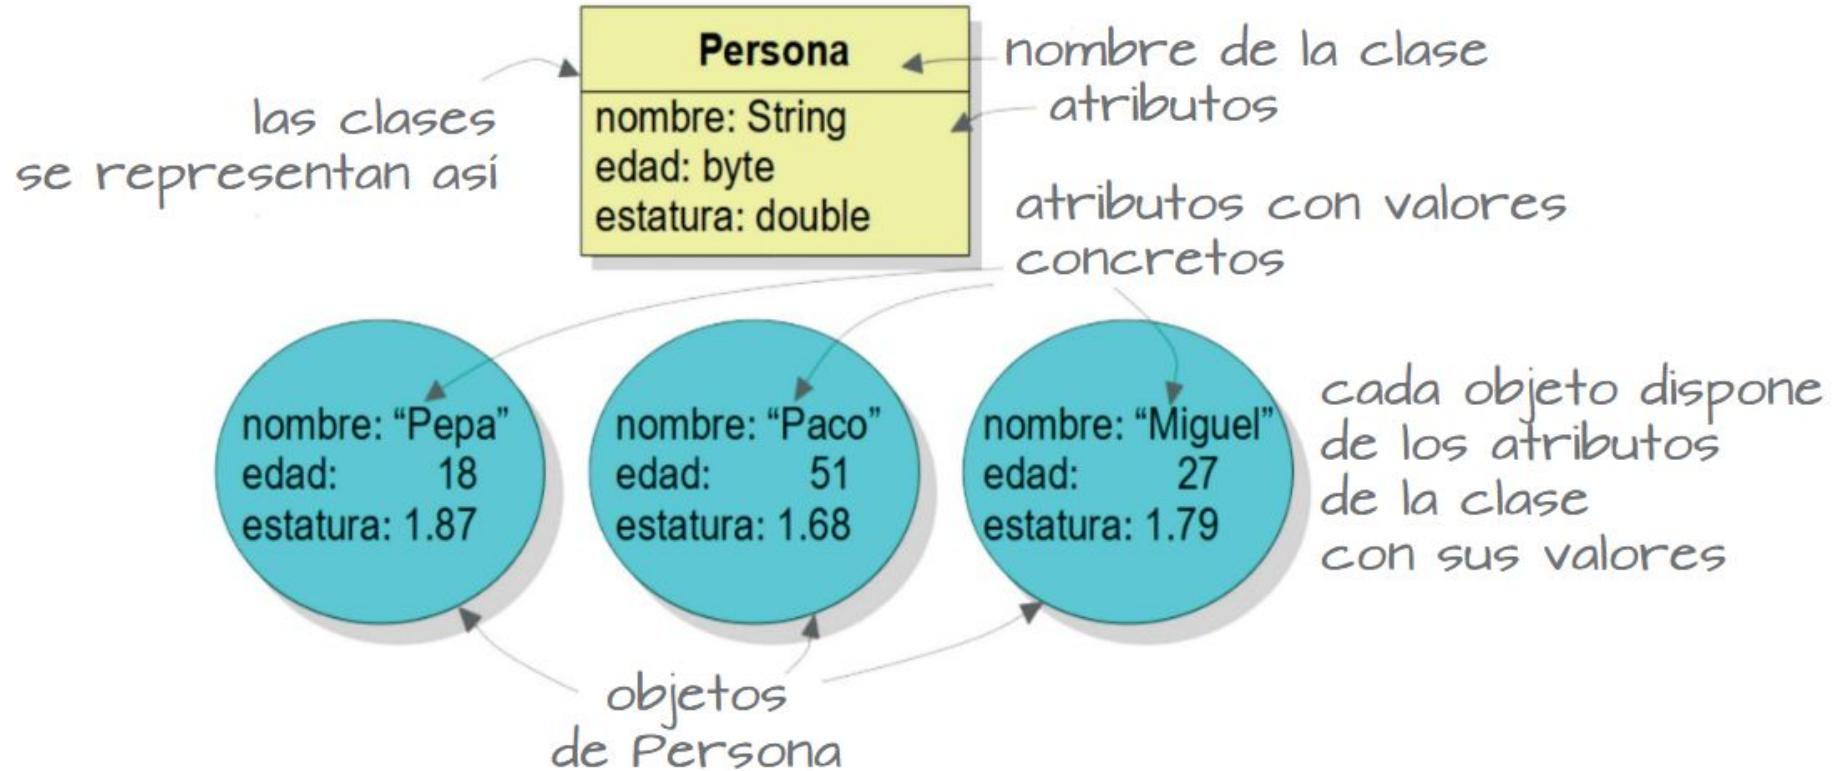 Persona
nombre: String
edad: byte
estatura: double
las clases
se representan así
nombre de la clase
atributos
atributos con valores
concretos
nombre: “Pepa”
edad: 18
estatura: 1.87
nombre: “Paco”
edad: 51
estatura: 1.68
nombre: “Miguel”
edad: 27
estatura: 1.79
cada objeto dispone
de los atributos
de la clase
con sus valores
objetos
de Persona